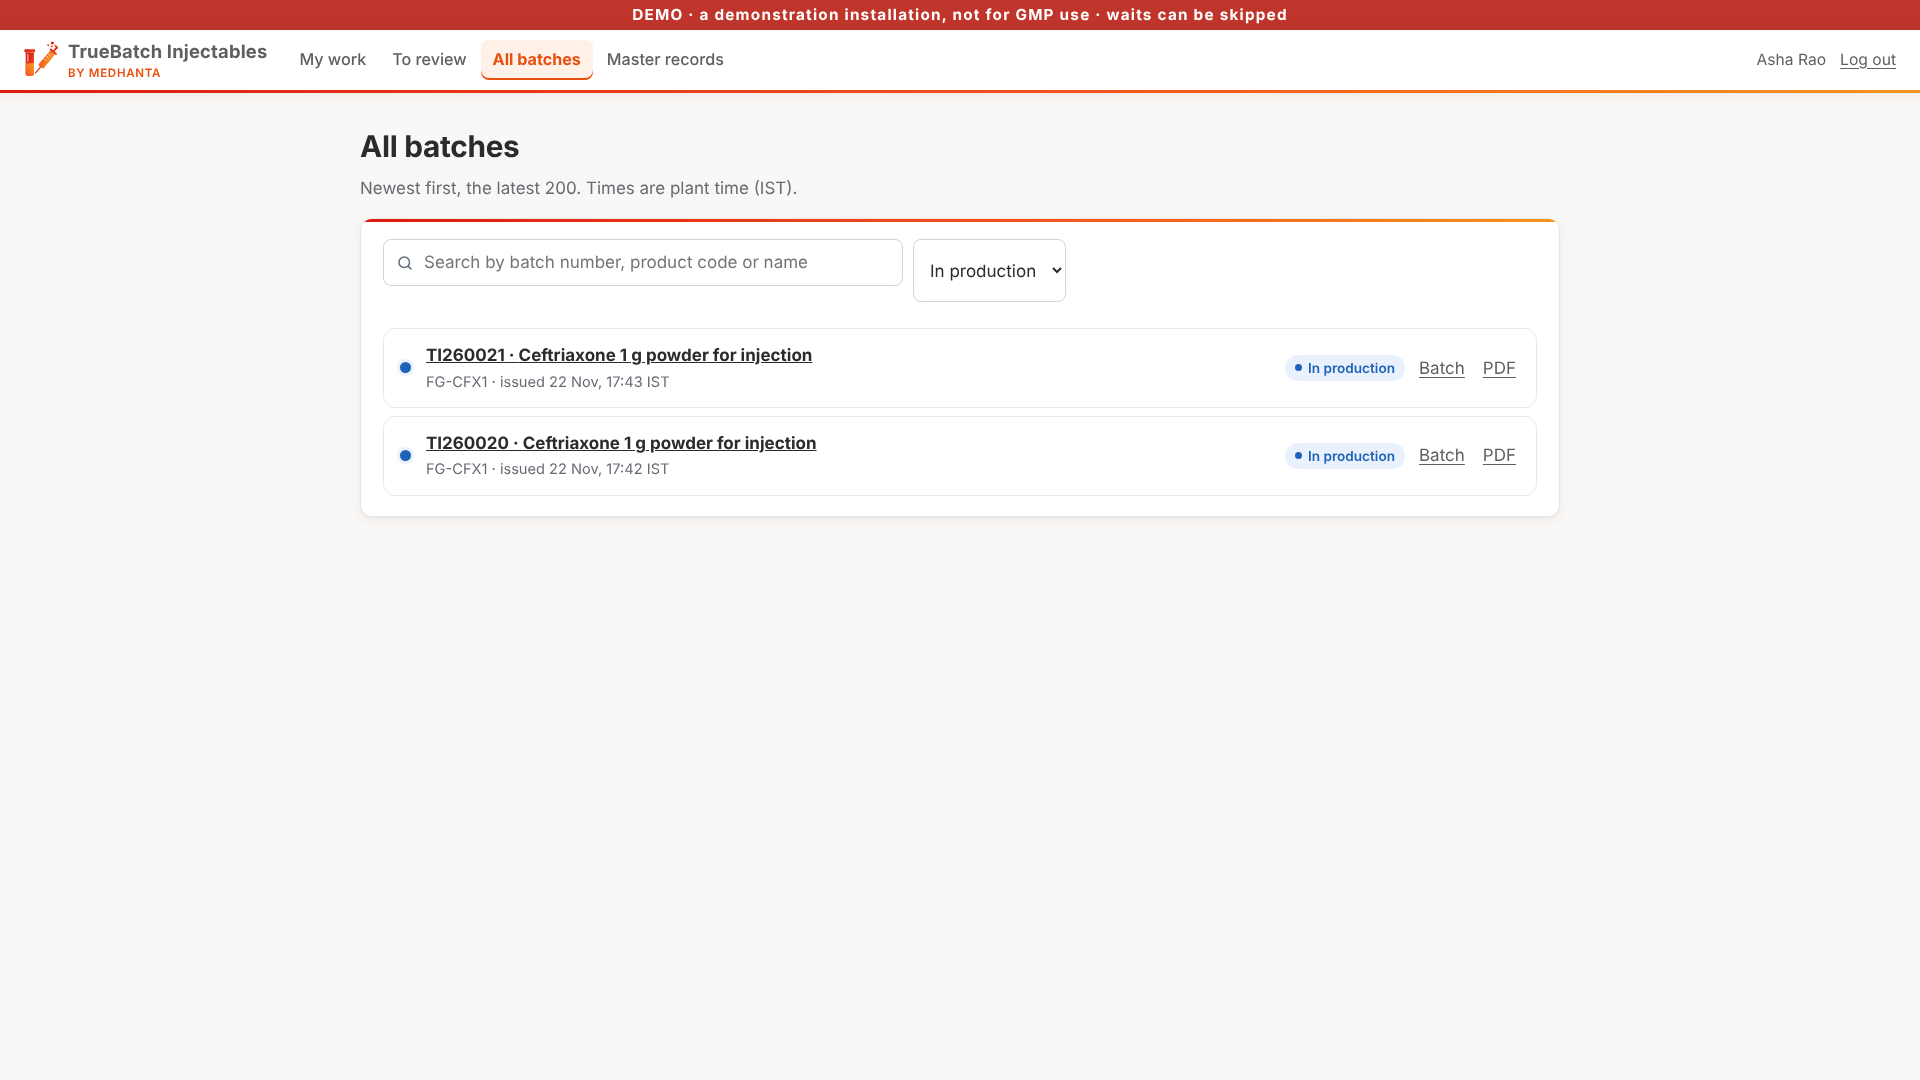 DEMO · a demonstration installation, not for GMP use · waits can be skipped
TrueBatch Injectables
BY MEDHANTA
My work
To review
All batches
Master records
Asha Rao
Log out
All batches
Newest first, the latest 200. Times are plant time (IST).
Search by batch number, product code or name
In production
TI260021 · Ceftriaxone 1 g powder for injection
FG-CFX1 · issued 22 Nov, 17:43 IST
In production
Batch
PDF
TI260020 · Ceftriaxone 1 g powder for injection
FG-CFX1 · issued 22 Nov, 17:42 IST
In production
Batch
PDF